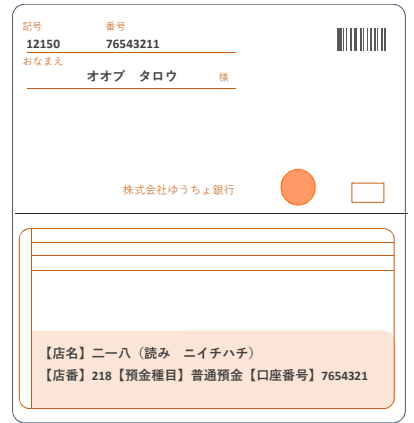 記号 番号
12150 76543211
おなまえ
オオブ タロウ 様
株式会社ゆうちょ銀行
【店名】二一八（読み ニイチハチ）
【店番】218【預金種目】普通預金【口座番号】7654321